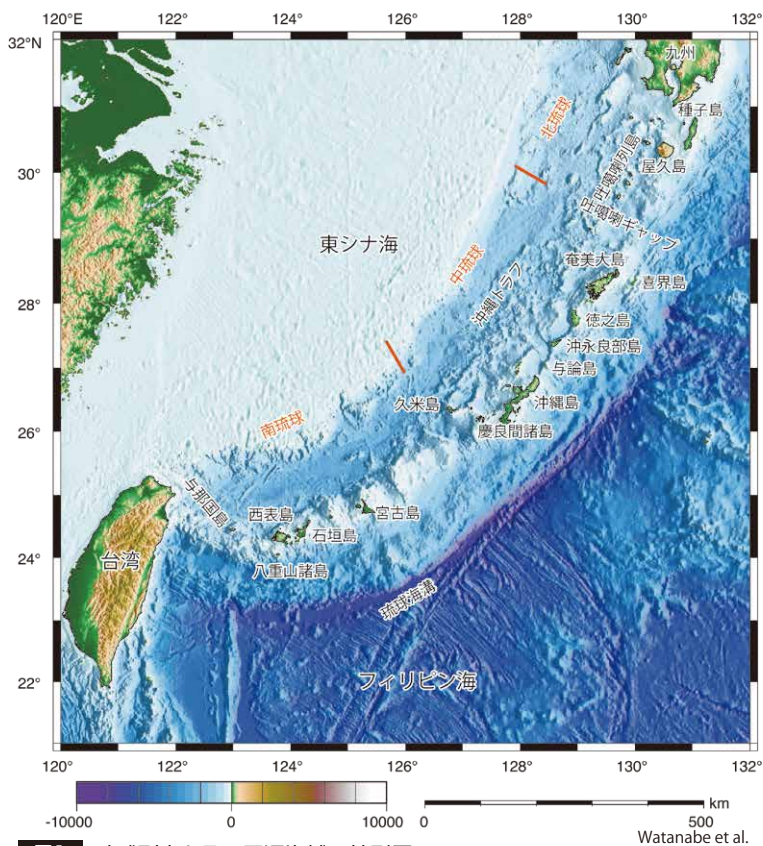 120°E 122° 124° 126° 128° 130° 132°
32°N
九州
種子島
北琉球
吐吐噶喇列島
屋久島
30°
吐噶喇ギャップ
東シナ海
中琉球
沖縄トラフ
奄美大島
喜界島
28°
徳之島
沖永良部島
与論島
久米島
沖縄島
南琉球
慶良間諸島
26°
与那国島
西表島
宮古島
石垣島
台湾
24°
八重山諸島
琉球海溝
フィリピン海
22°
120° 122° 124° 126° 128° 130° 132°
km
-10000 0 10000 0 500
Watanabe et al.